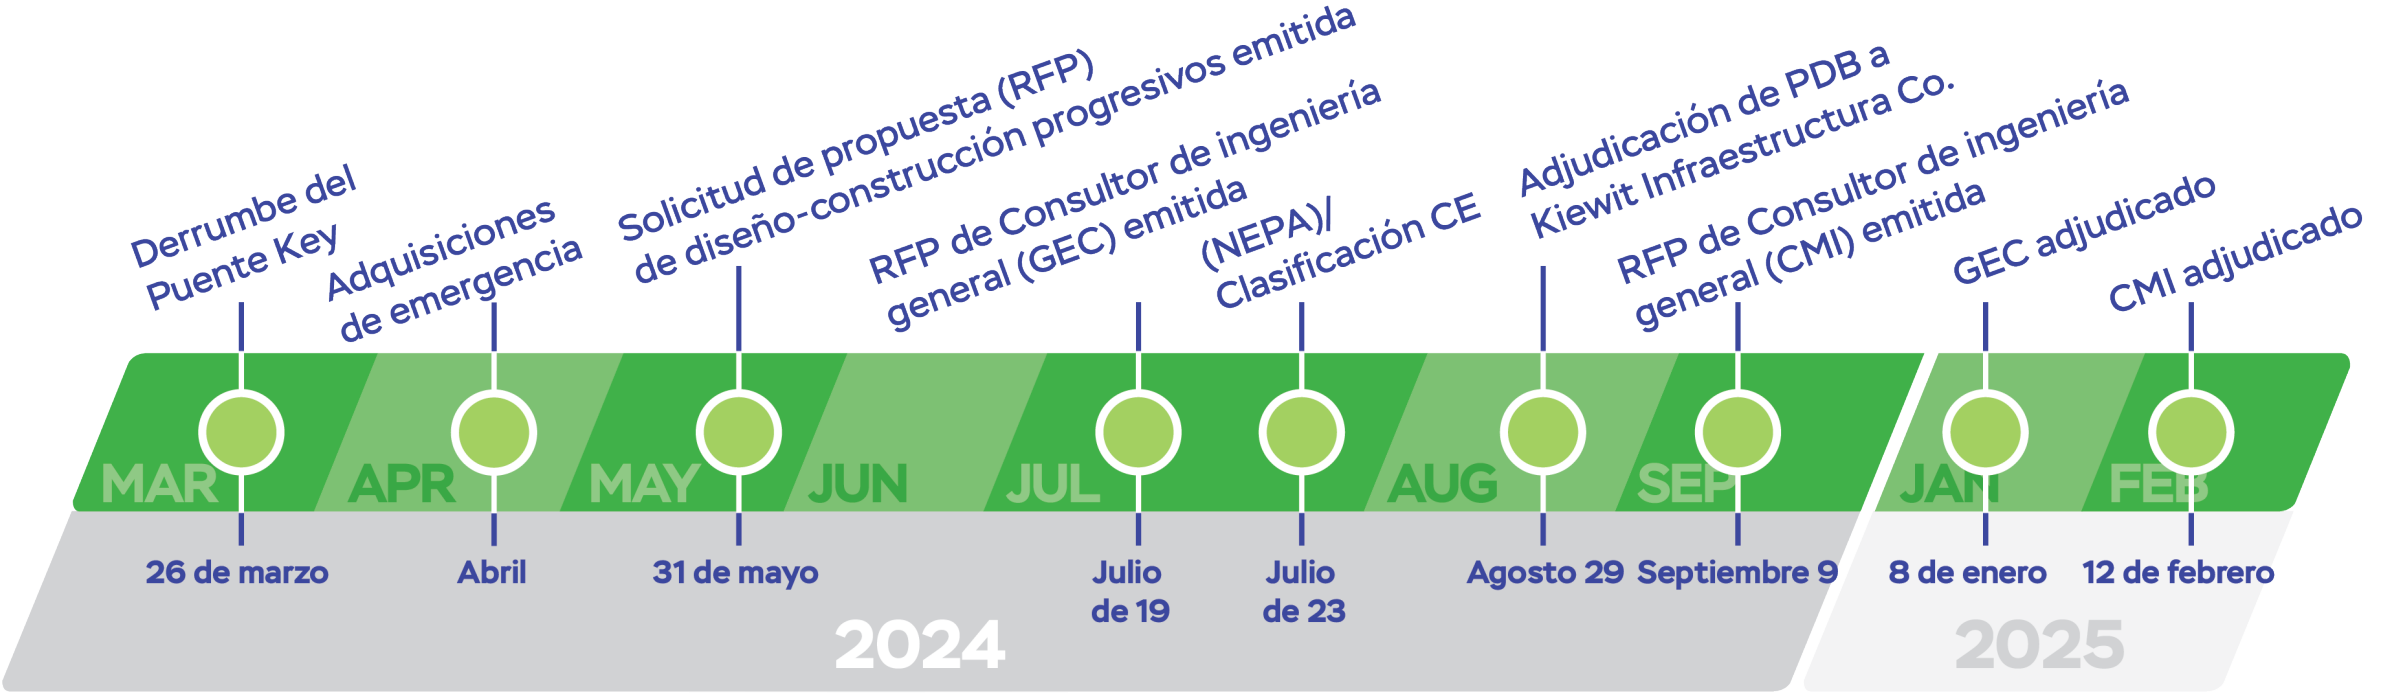 Derrumbe del
Puente Key
Adquisiciones
de emergencia
Solicitud de propuesta (RFP)
de diseño-construcción progresivos emitida
RFP de Consultor de ingeniería
general (GEC) emitida
(NEPA)/
Clasificación CE
Adjudicación de PDB a
Kiewit Infraestructura Co.
RFP de Consultor de ingeniería
general (CMI) emitida
GEC adjudicado
CMI adjudicado
MAR
APR
MAY
JUN
JUL
AUG
SEP
JAN
FEB
26 de marzo
Abril
31 de mayo
Julio
de 19
Julio
de 23
Agosto 29
Septiembre 9
8 de enero
12 de febrero
2024
2025